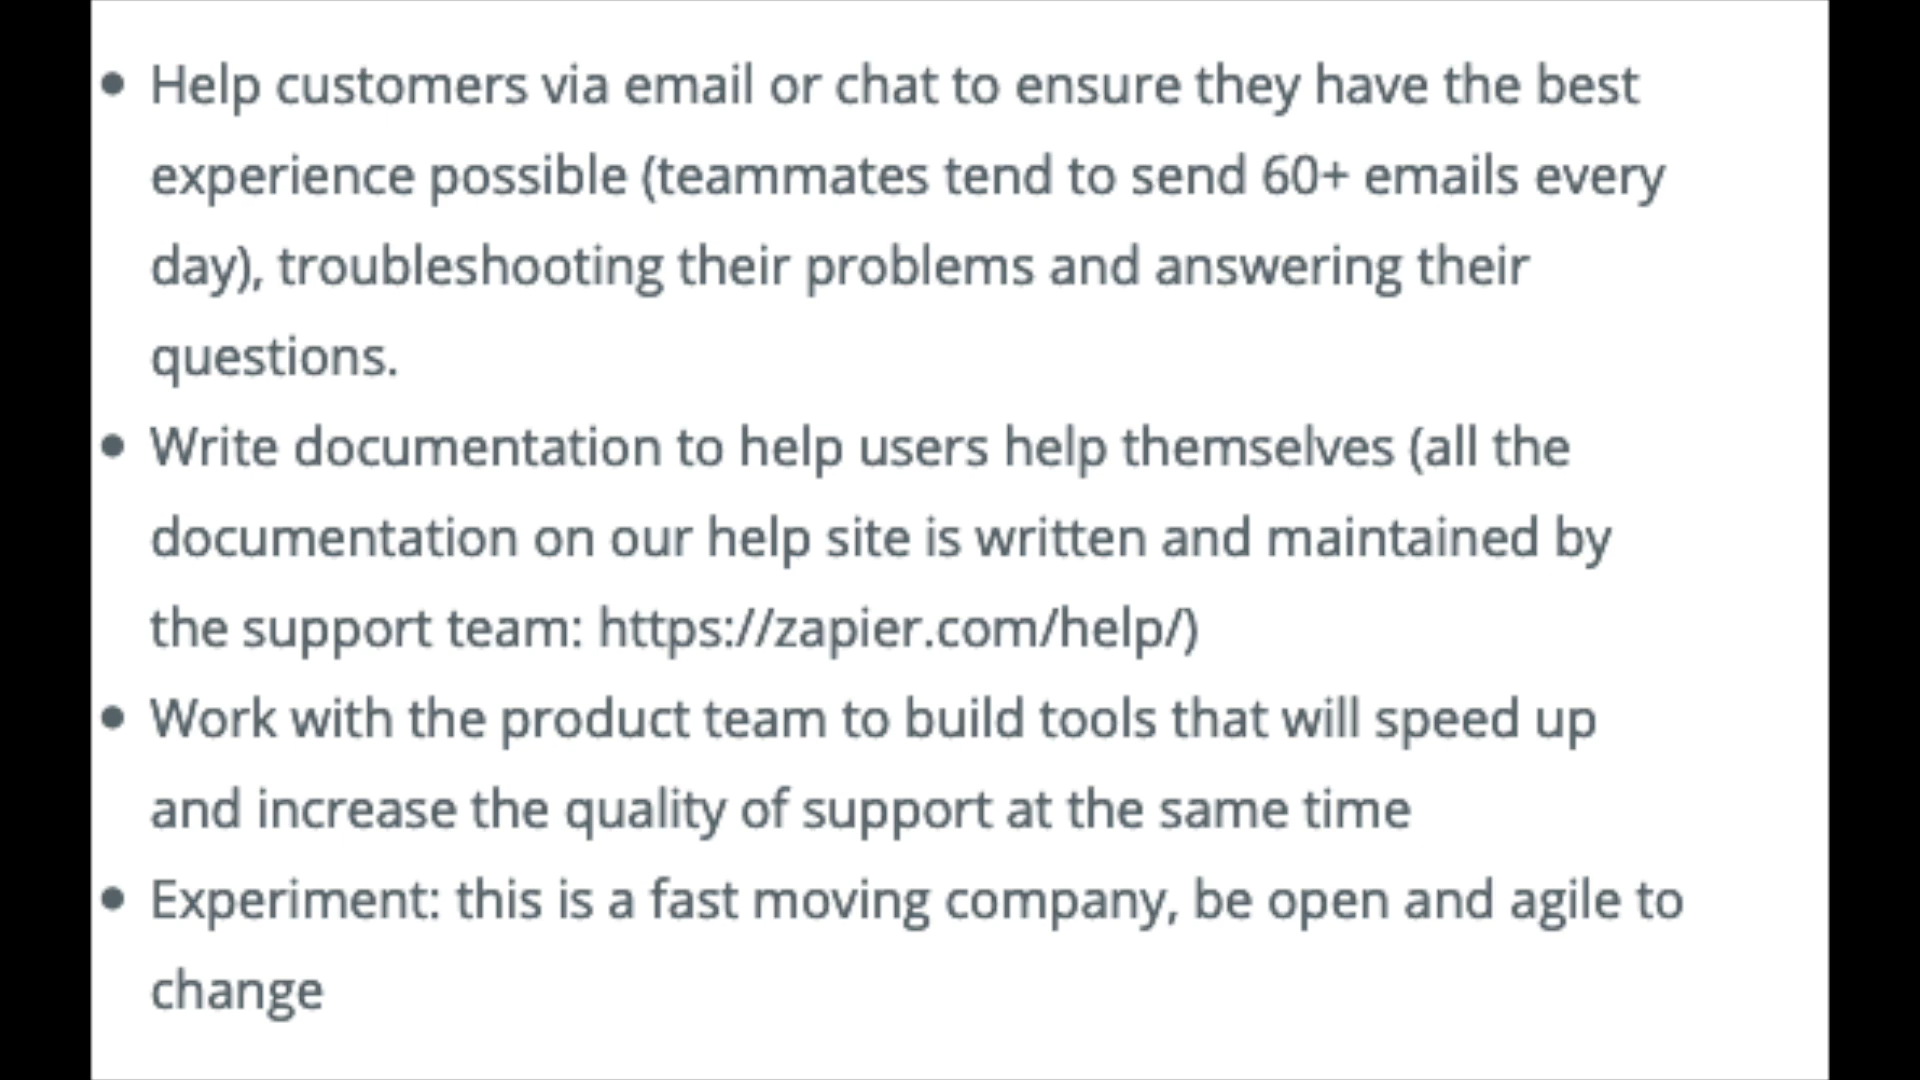 • Help customers via email or chat to ensure they have the best
experience possible (teammates tend to send 60+ emails every
day), troubleshooting their problems and answering their
questions.
• Write documentation to help users help themselves (all the
documentation on our help site is written and maintained by
the support team: https://zapier.com/help/)
• Work with the product team to build tools that will speed up
and increase the quality of support at the same time
• Experiment: this is a fast moving company, be open and agile to
change